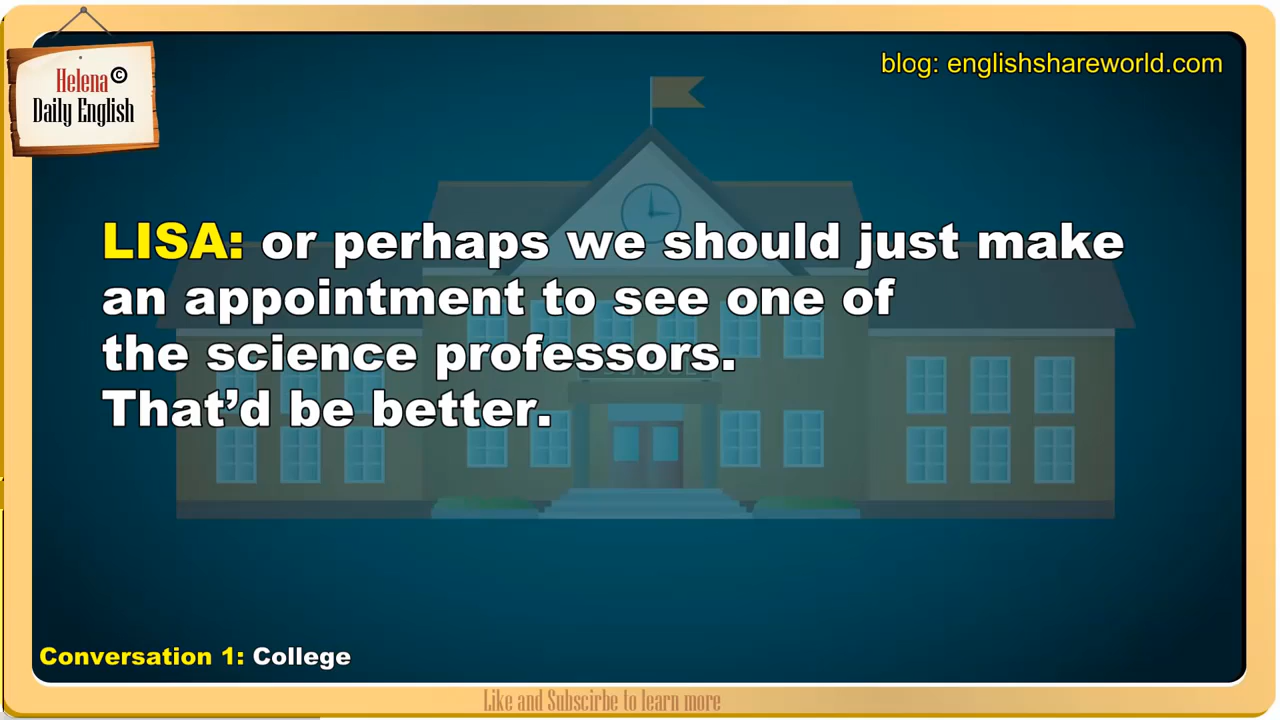 Helena ©
Daily English
blog: englishshareworld.com
LISA: or perhaps we should just make
an appointment to see one of
the science professors.
That’d be better.
Conversation 1: College
Like and Subscirbe to learn more